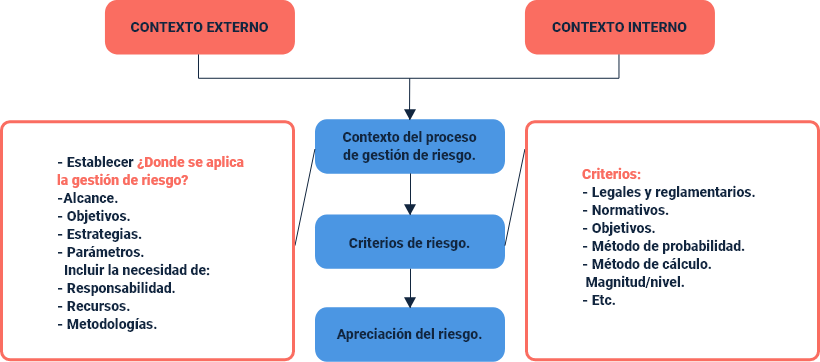 CONTEXTO EXTERNO
CONTEXTO INTERNO
Contexto del proceso
de gestión de riesgo.
- Establecer ¿Donde se aplica
la gestión de riesgo?
-Alcance.
- Objetivos.
- Estrategias.
- Parámetros.
Incluir la necesidad de:
- Responsabilidad.
- Recursos.
- Metodologías.
Criterios de riesgo.
Criterios:
- Legales y reglamentarios.
- Normativos.
- Objetivos.
- Método de probabilidad.
- Método de cálculo.
Magnitud/nivel.
- Etc.
Apreciación del riesgo.